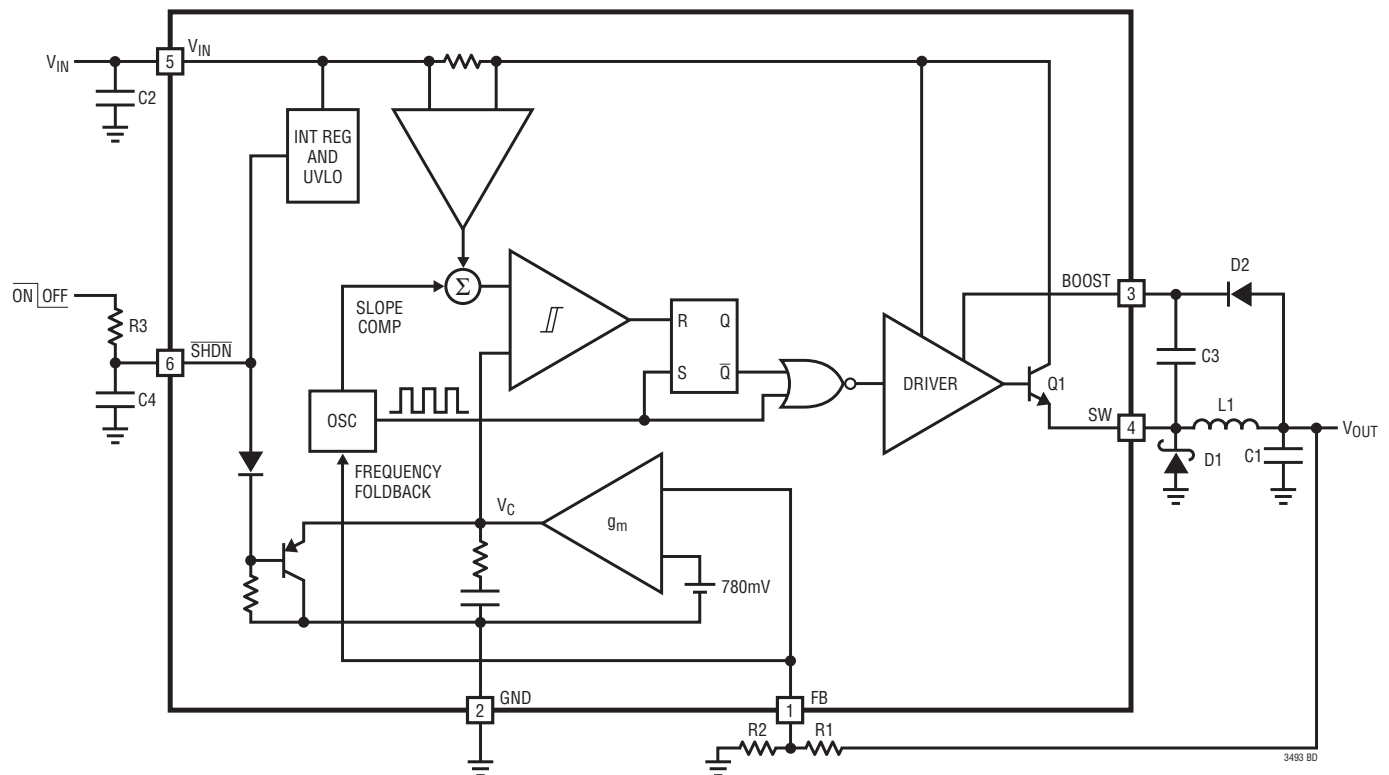 V_IN
5
V_IN
C2
INT REG
AND
UVLO
ON OFF
R3
6
SHDN
C4
SLOPE
COMP
Σ
R Q
S Q
OSC
FREQUENCY
FOLDBACK
V_C
g_m
780mV
DRIVER
Q1
BOOST
3
D2
C3
SW
4
L1
D1
C1
V_OUT
2
GND
1
FB
R2
R1
3493 BD